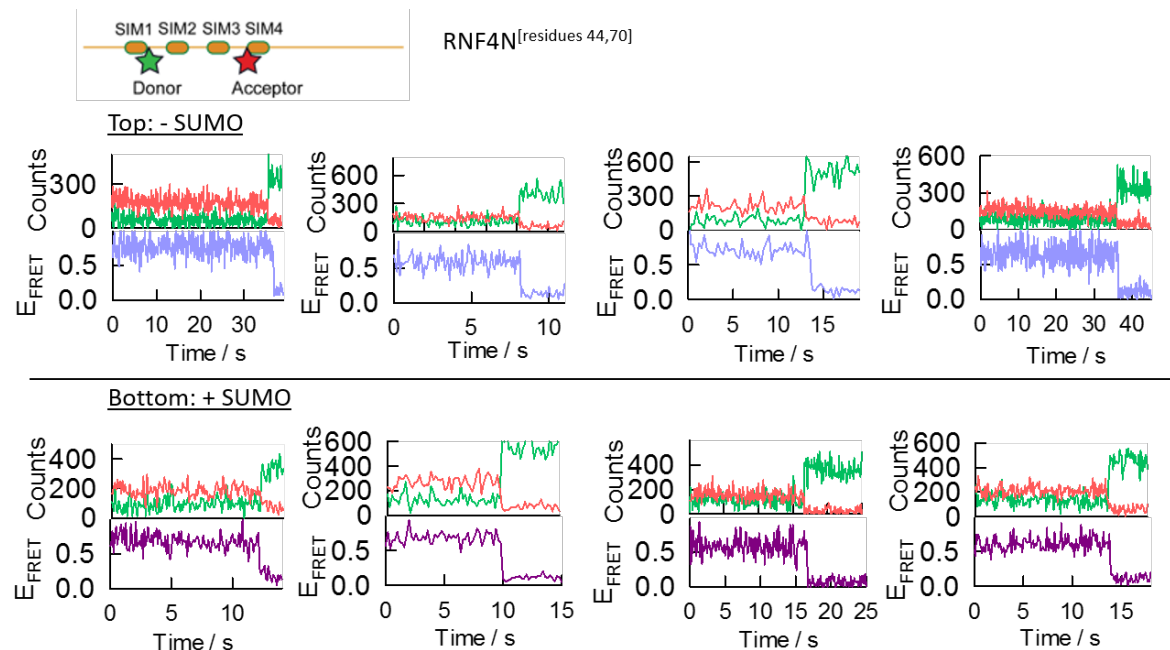 SIM1 SIM2 SIM3 SIM4
Donor Acceptor
RNF4N[residues 44,70]
Top: - SUMO
Counts 300 0
EFRET 0.5 0.0
0 10 20 30
Time / s
Counts 600 300 0
EFRET 0.5 0.0
0 5 10
Time / s
Counts 600 300 0
EFRET 0.5 0.0
0 5 10 15
Time / s
Counts 600 300 0
EFRET 0.5 0.0
0 10 20 30 40
Time / s
Bottom: + SUMO
Counts 400 200 0
EFRET 0.5 0.0
0 5 10
Time / s
Counts 600 400 200 0
EFRET 0.5 0.0
0 5 10 15
Time / s
Counts 400 200 0
EFRET 0.5 0.0
0 5 10 15 20 25
Time / s
Counts 600 400 200 0
EFRET 0.5 0.0
0 5 10 15
Time / s